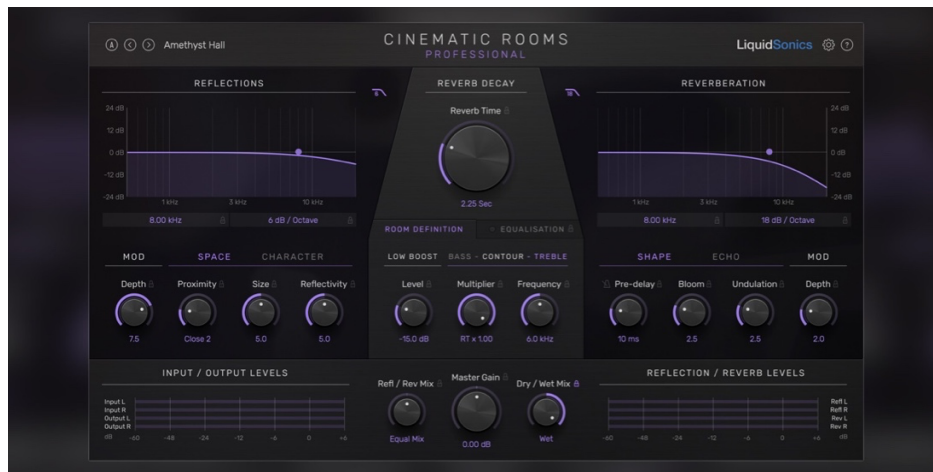 A < > Amethyst Hall
CINEMATIC ROOMS
PROFESSIONAL
LiquidSonics ?
REFLECTIONS
24 dB
12 dB
0 dB
-12 dB
-24 dB
1 kHz 3 kHz 10 kHz
8.00 kHz 6 dB / Octave
6
REVERB DECAY
Reverb Time
2.25 Sec
18
REVERBERATION
24 dB
12 dB
0 dB
-12 dB
-24 dB
1 kHz 3 kHz 10 kHz
8.00 kHz 18 dB / Octave
ROOM DEFINITION EQUALISATION
MOD SPACE CHARACTER
Depth Proximity Size Reflectivity
7.5 Close 2 5.0 5.0
LOW BOOST BASS - CONTOUR - TREBLE
Level Multiplier Frequency
-15.0 dB RT x 1.00 6.0 kHz
SHAPE ECHO MOD
Pre-delay Bloom Undulation Depth
10 ms 2.5 2.5 2.0
INPUT / OUTPUT LEVELS
Input L
Input R
Output L
Output R
dB -60 -48 -24 -12 -6 0 +6
Refl / Rev Mix Master Gain Dry / Wet Mix
Equal Mix 0.00 dB Wet
REFLECTION / REVERB LEVELS
Refl L
Refl R
Rev L
Rev R
-60 -48 -24 -12 -6 0 +6 dB